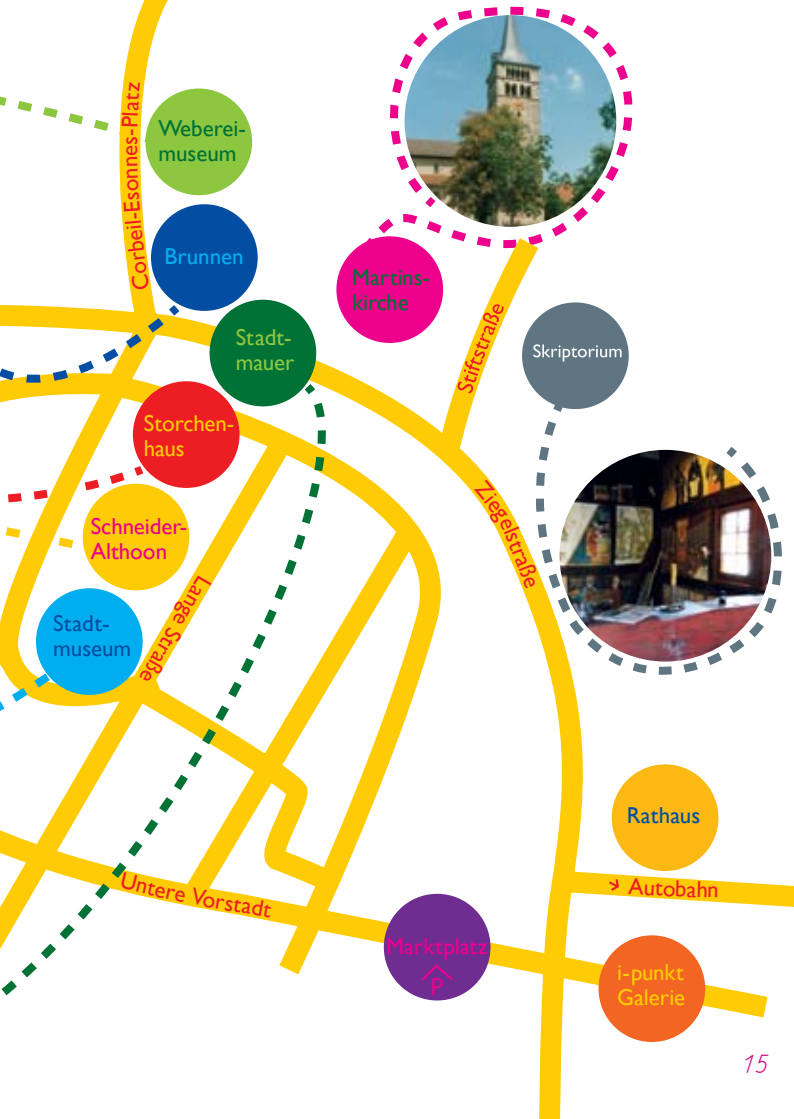 Corbeil-Esonnes-Platz
Weberei-
museum
Brunnen
Martins-
kirche
Stadt-
mauer
Stiftstraße
Skriptorium
Storchen-
haus
Ziegelstraße
Schneider-
Althoon
Lange Straße
Stadt-
museum
Rathaus
Untere Vorstadt
Autobahn
Marktplatz
P
i-punkt
Galerie
15